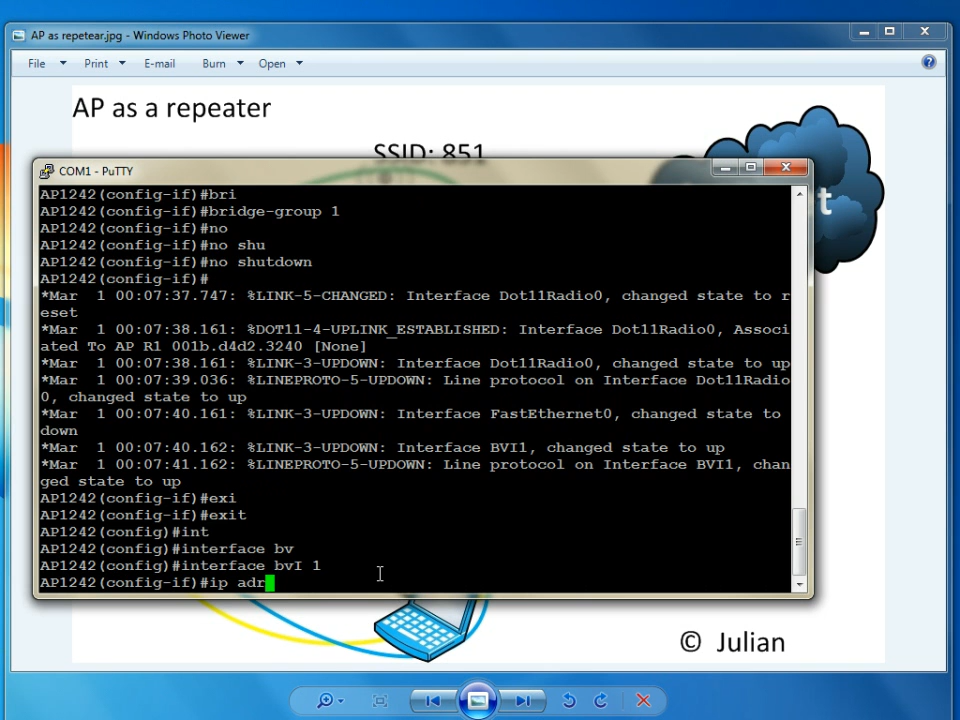 AP as repetear.jpg - Windows Photo Viewer
File Print E-mail Burn Open
AP as a repeater
SSID: 851
t
COM1 - PuTTY
AP1242(config-if)#bri
AP1242(config-if)#bridge-group 1
AP1242(config-if)#no
AP1242(config-if)#no shu
AP1242(config-if)#no shutdown
AP1242(config-if)#
*Mar  1 00:07:37.747: %LINK-5-CHANGED: Interface Dot11Radio0, changed state to r
eset
*Mar  1 00:07:38.161: %DOT11-4-UPLINK_ESTABLISHED: Interface Dot11Radio0, Associ
ated To AP R1 001b.d4d2.3240 [None]
*Mar  1 00:07:38.161: %LINK-3-UPDOWN: Interface Dot11Radio0, changed state to up
*Mar  1 00:07:39.036: %LINEPROTO-5-UPDOWN: Line protocol on Interface Dot11Radio
0, changed state to up
*Mar  1 00:07:40.161: %LINK-3-UPDOWN: Interface FastEthernet0, changed state to
down
*Mar  1 00:07:40.162: %LINK-3-UPDOWN: Interface BVI1, changed state to up
*Mar  1 00:07:41.162: %LINEPROTO-5-UPDOWN: Line protocol on Interface BVI1, chan
ged state to up
AP1242(config-if)#exi
AP1242(config-if)#exit
AP1242(config)#int
AP1242(config)#interface bv
AP1242(config)#interface bvI 1
AP1242(config-if)#ip adr
© Julian